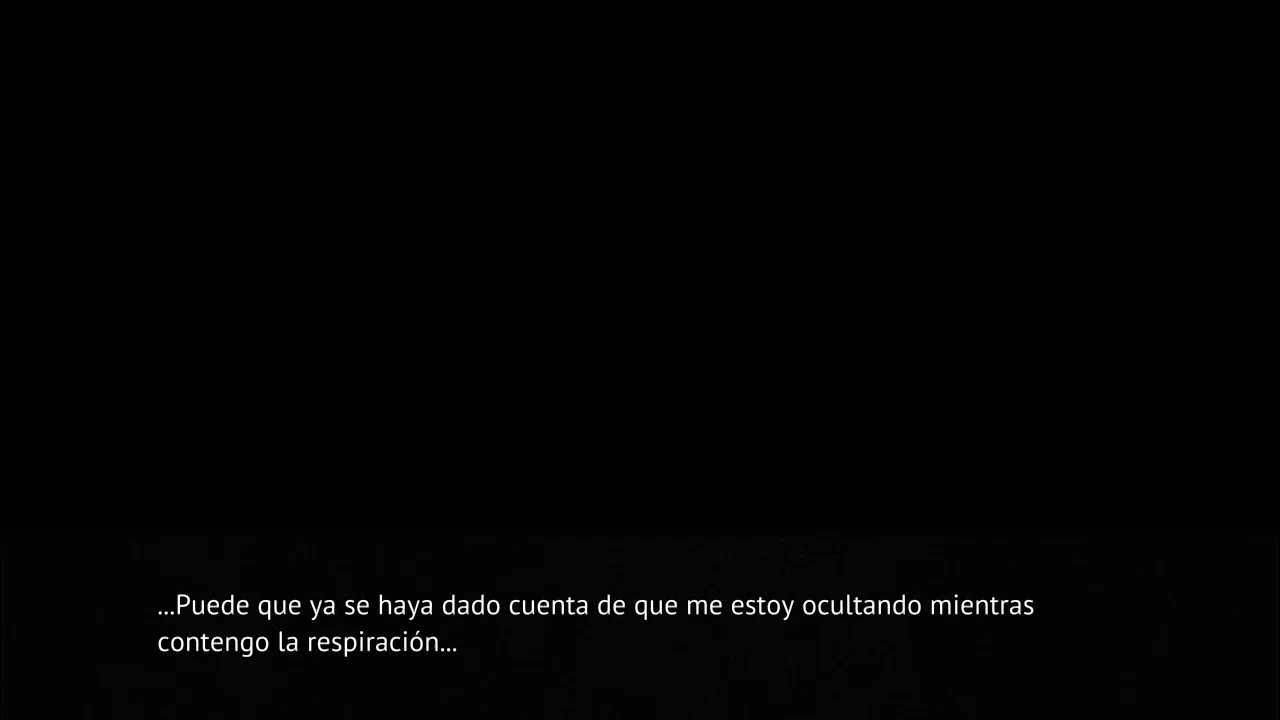 ...Puede que ya se haya dado cuenta de que me estoy ocultando mientras
contengo la respiración...